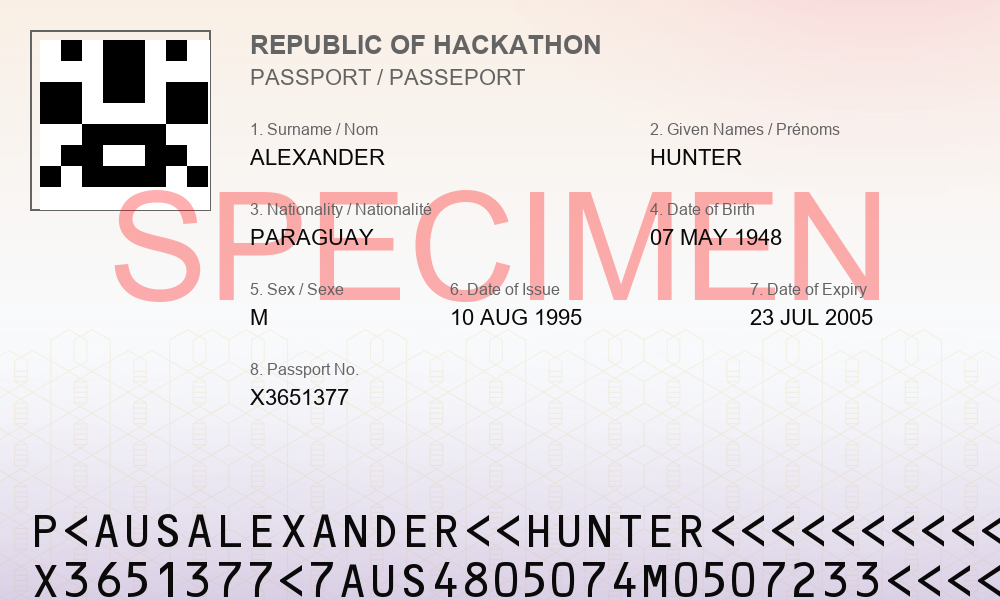 REPUBLIC OF HACKATHON
PASSPORT / PASSEPORT
1. Surname / Nom 2. Given Names / Prénoms
ALEXANDER HUNTER
SPECIMEN
3. Nationality / Nationalité 4. Date of Birth
PARAGUAY 07 MAY 1948
5. Sex / Sexe 6. Date of Issue 7. Date of Expiry
M 10 AUG 1995 23 JUL 2005
8. Passport No.
X3651377
P<AUSALEXANDER<<HUNTER<<<<<<<<<<
X3651377<7AUS4805074M0507233<<<<